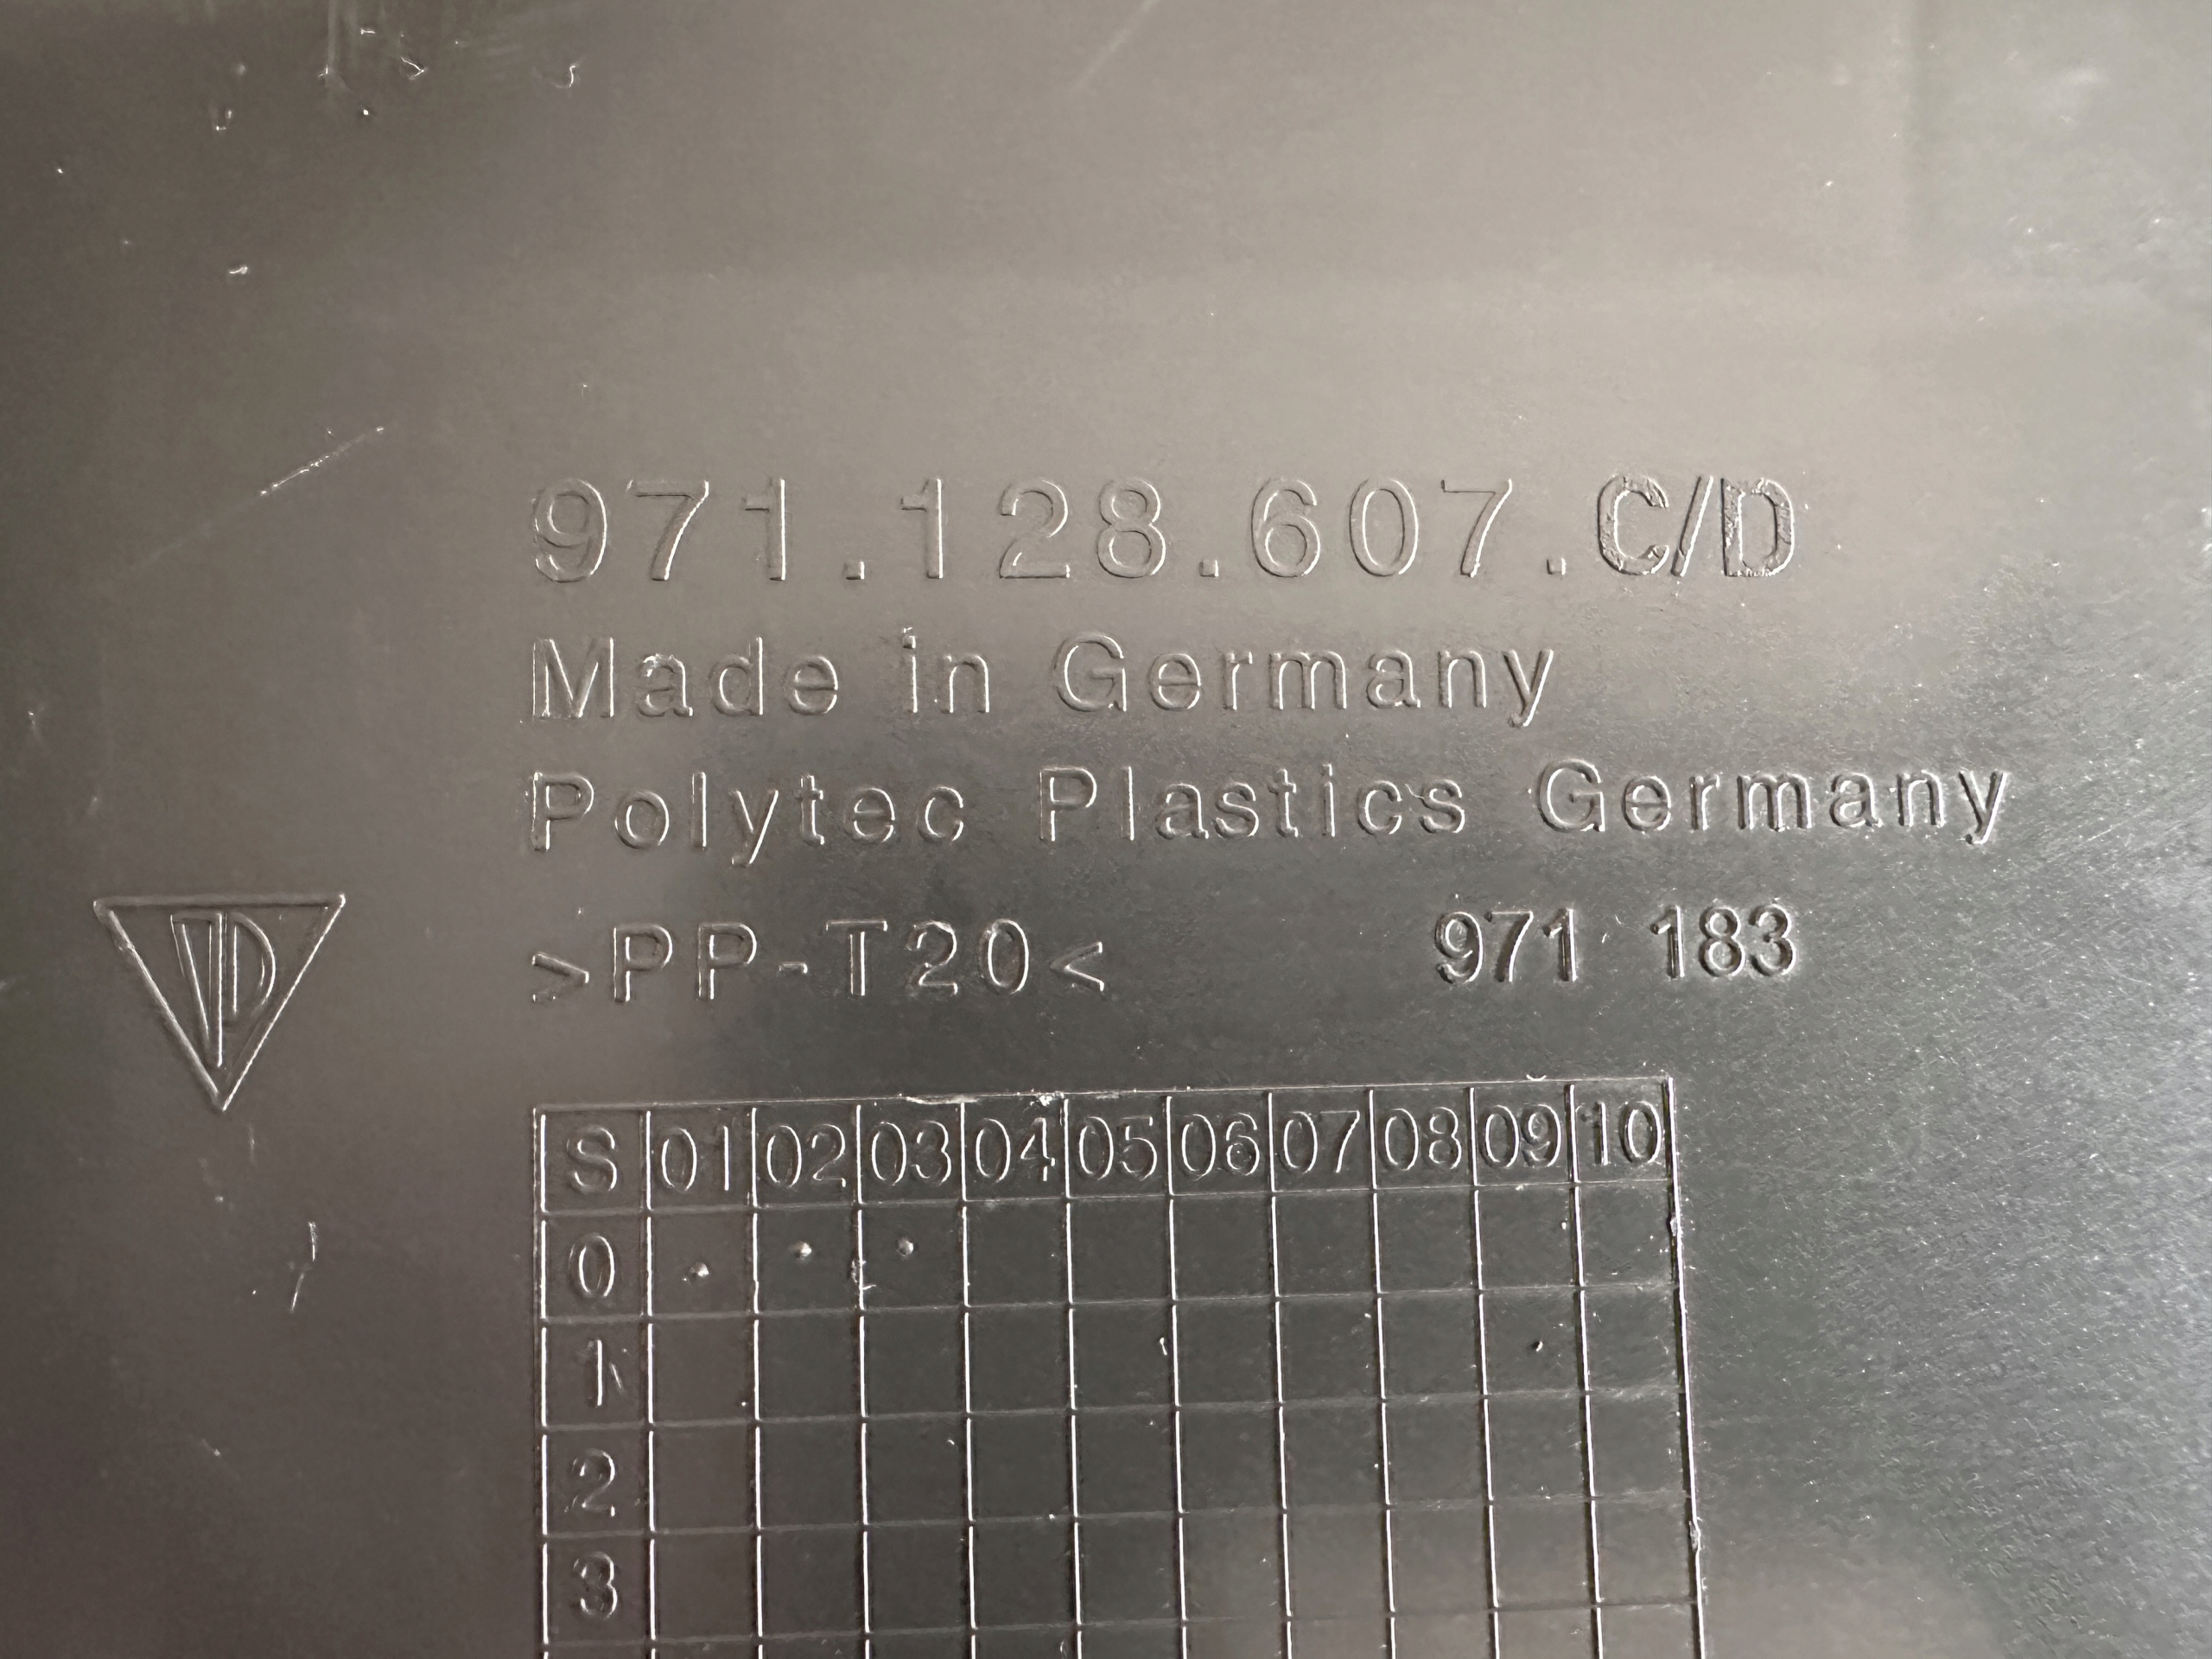 971.128.607.C/D
Made in Germany
Polytec Plastics Germany
>PP-T20< 971 183
S 01 02 03 04 05 06 07 08 09 10
0
1
2
3